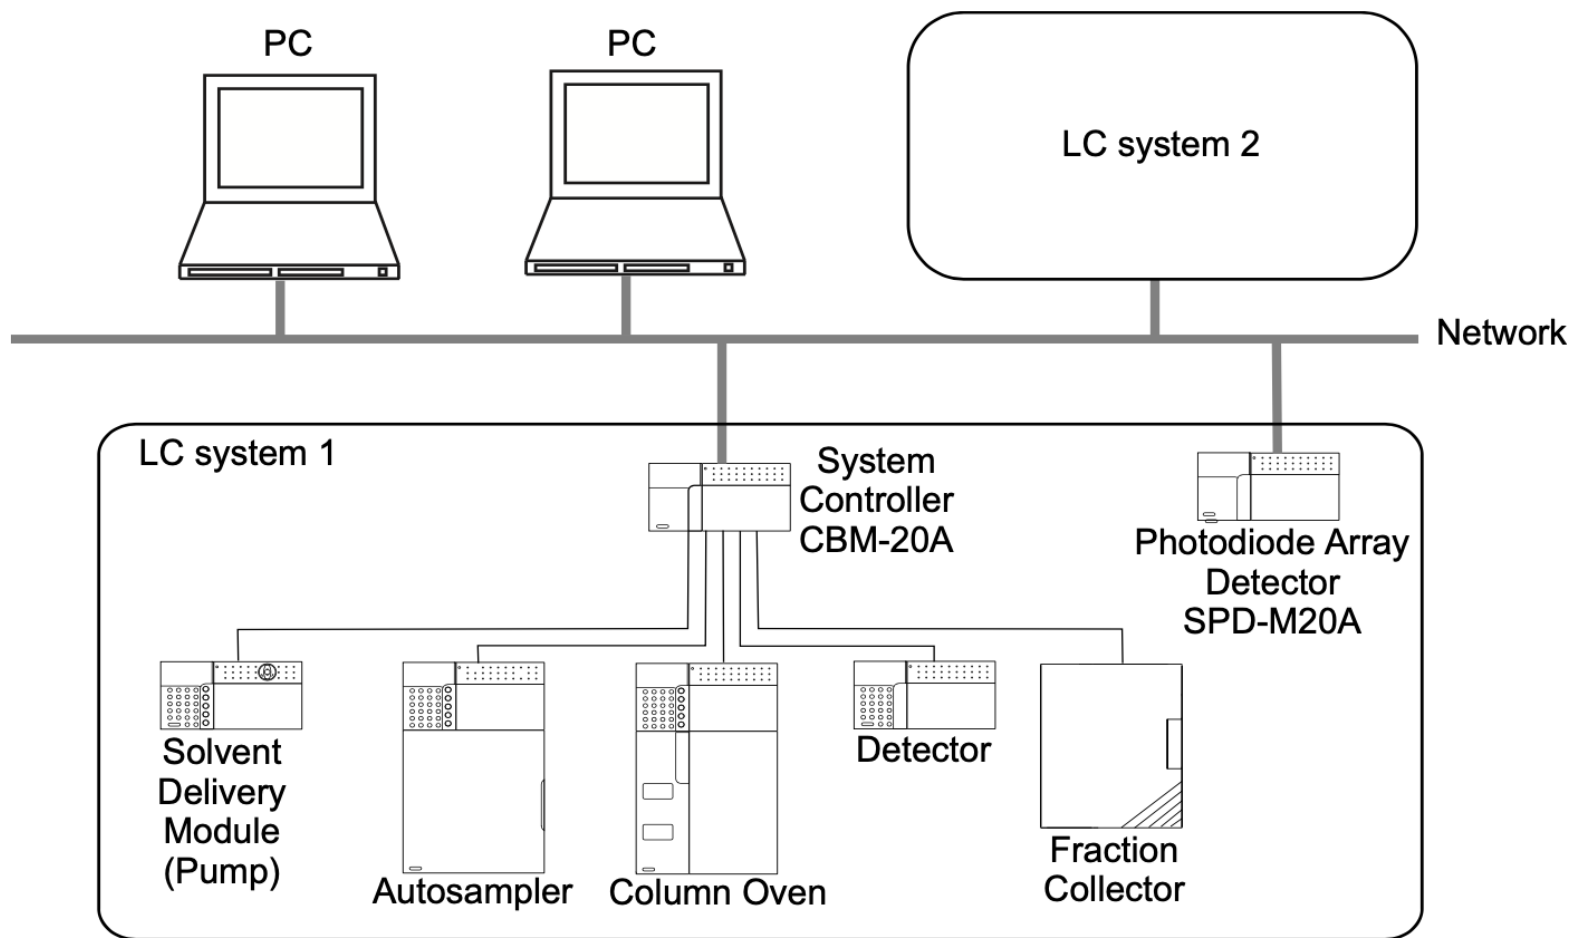 PC
PC
LC system 2
Network
LC system 1
System
Controller
CBM-20A
Photodiode Array
Detector
SPD-M20A
Solvent
Delivery
Module
(Pump)
Autosampler
Column Oven
Detector
Fraction
Collector